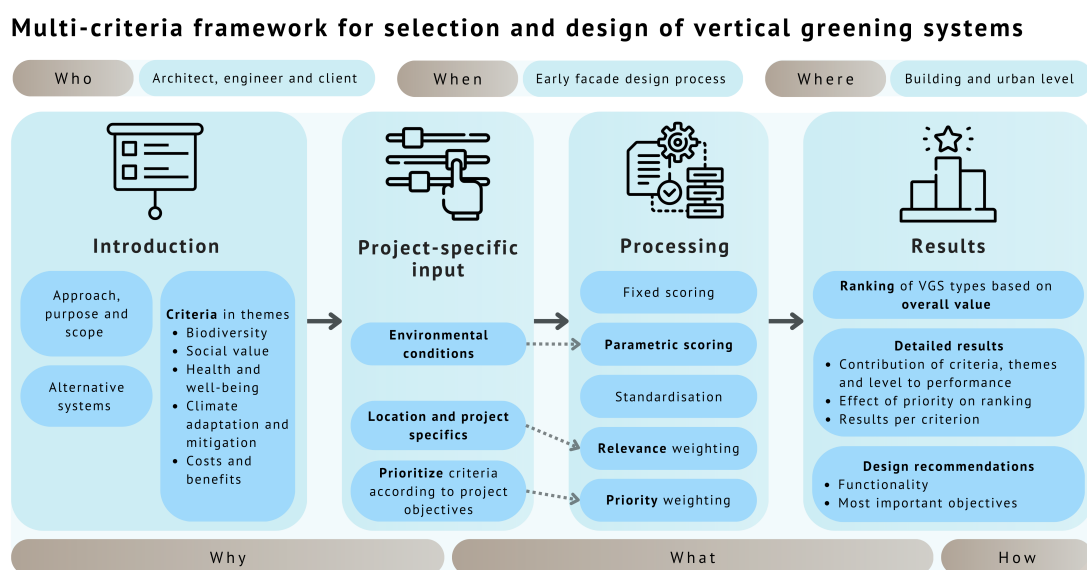 Multi-criteria framework for selection and design of vertical greening systems
Who
Architect, engineer and client
When
Early facade design process
Where
Building and urban level
Introduction
Approach,
purpose and
scope
Alternative
systems
Criteria in themes
• Biodiversity
• Social value
• Health and
well-being
• Climate
adaptation and
mitigation
• Costs and
benefits
Project-specific
input
Environmental
conditions
Location and project
specifics
Prioritize criteria
according to project
objectives
Processing
Fixed scoring
Parametric scoring
Standardisation
Relevance weighting
Priority weighting
Results
Ranking of VGS types based on
overall value
Detailed results
• Contribution of criteria, themes
and level to performance
• Effect of priority on ranking
• Results per criterion
Design recommendations
• Functionality
• Most important objectives
Why
What
How